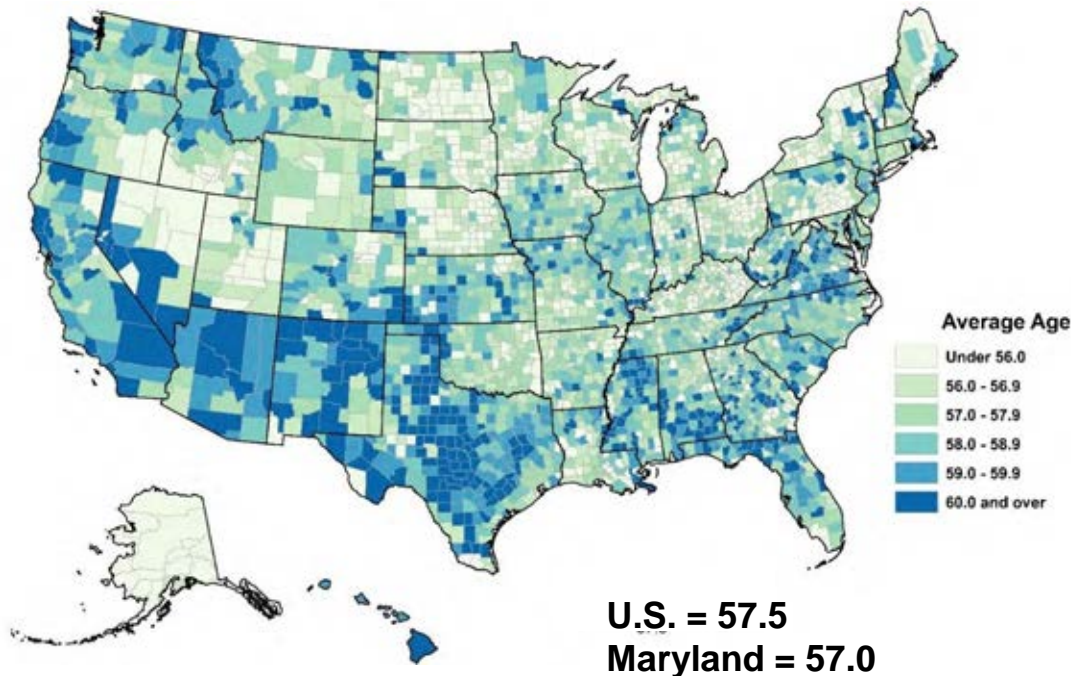 Average Age
Under 56.0
56.0 - 56.9
57.0 - 57.9
58.0 - 58.9
59.0 - 59.9
60.0 and over
U.S. = 57.5
Maryland = 57.0